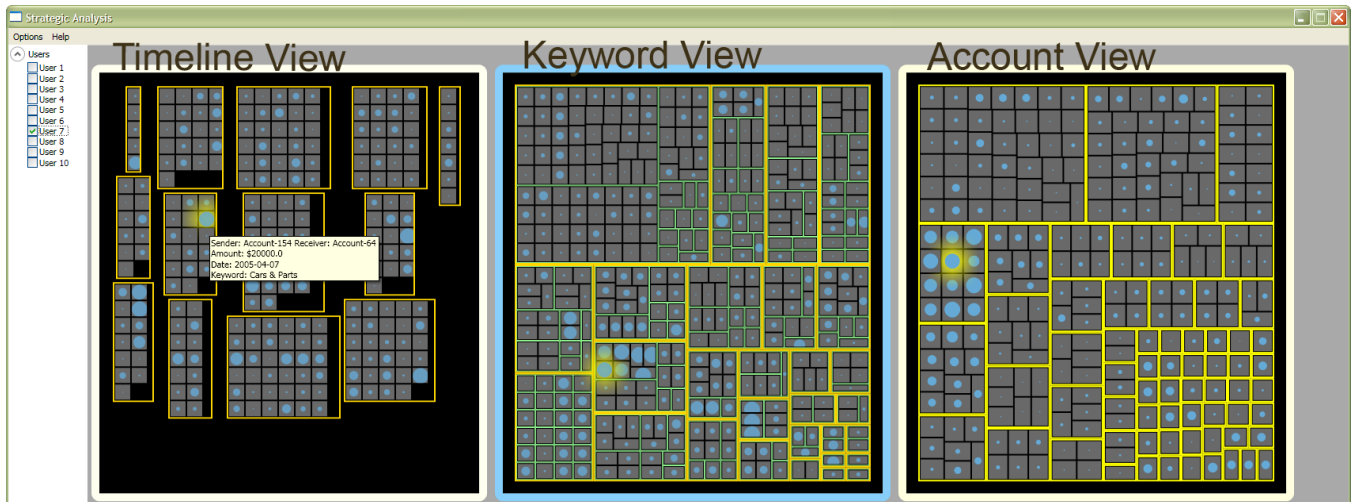 Strategic Analysis
Options Help
Users
User 1
User 2
User 3
User 4
User 5
User 6
User 7
User 8
User 9
User 10
Timeline View
Keyword View
Account View
Sender: Account-154 Receiver: Account-64
Amount: $20000.0
Date: 2005-04-07
Keyword: Cars & Parts